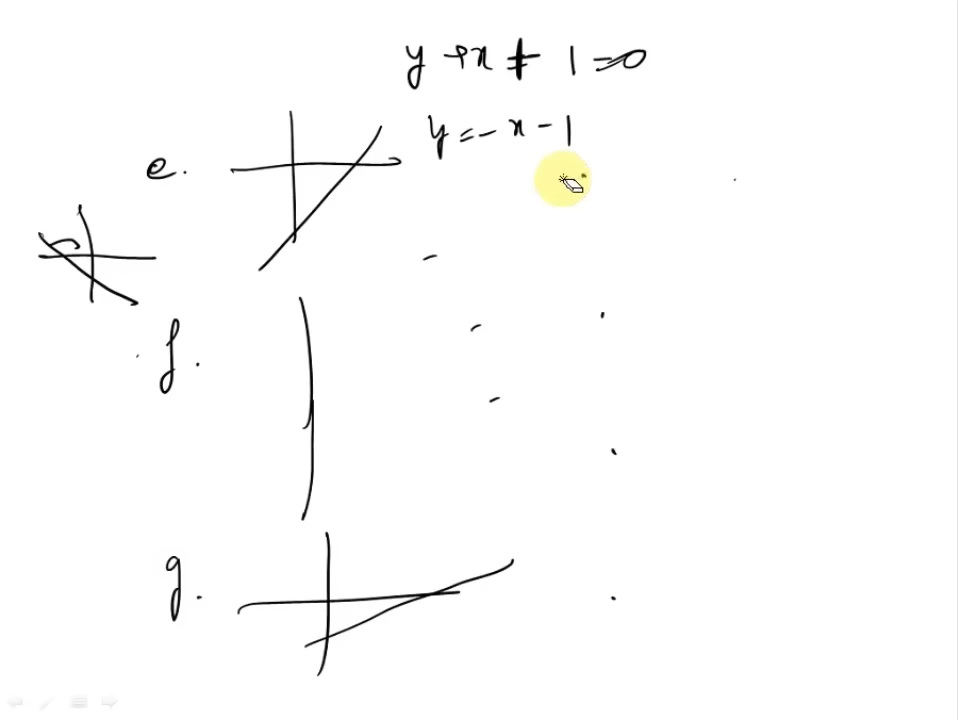 y + x + 1 = 0
y = - x - 1
e.
f.
g.